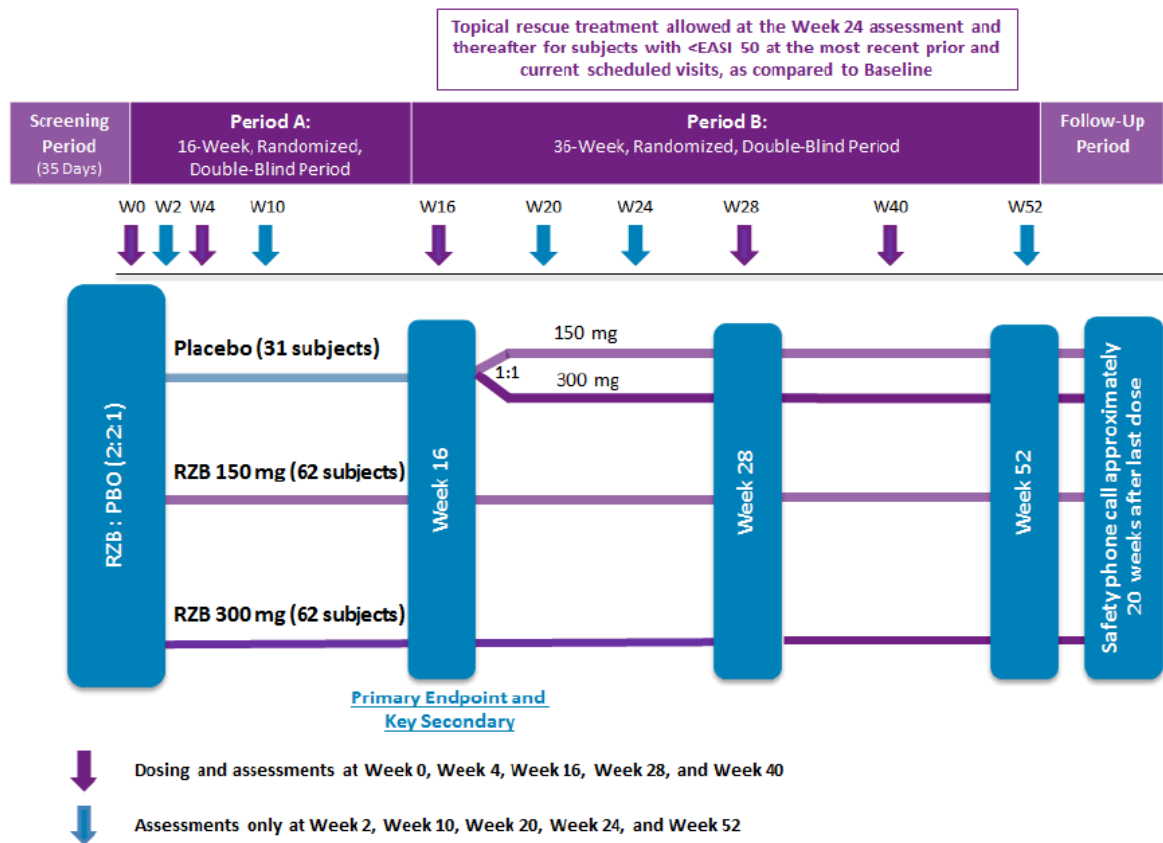 Topical rescue treatment allowed at the Week 24 assessment and
thereafter for subjects with <EASI 50 at the most recent prior and
current scheduled visits, as compared to Baseline
Screening
Period
(35 Days)
Period A:
16-Week, Randomized,
Double-Blind Period
Period B:
36-Week, Randomized, Double-Blind Period
Follow-Up
Period
W0 W2 W4 W10 W16 W20 W24 W28 W40 W52
RZB : PBO (2:2:1)
Placebo (31 subjects)
RZB 150 mg (62 subjects)
RZB 300 mg (62 subjects)
Week 16
1:1
150 mg
300 mg
Week 28
Week 52
Safety phone call approximately
20 weeks after last dose
Primary Endpoint and
Key Secondary
Dosing and assessments at Week 0, Week 4, Week 16, Week 28, and Week 40
Assessments only at Week 2, Week 10, Week 20, Week 24, and Week 52